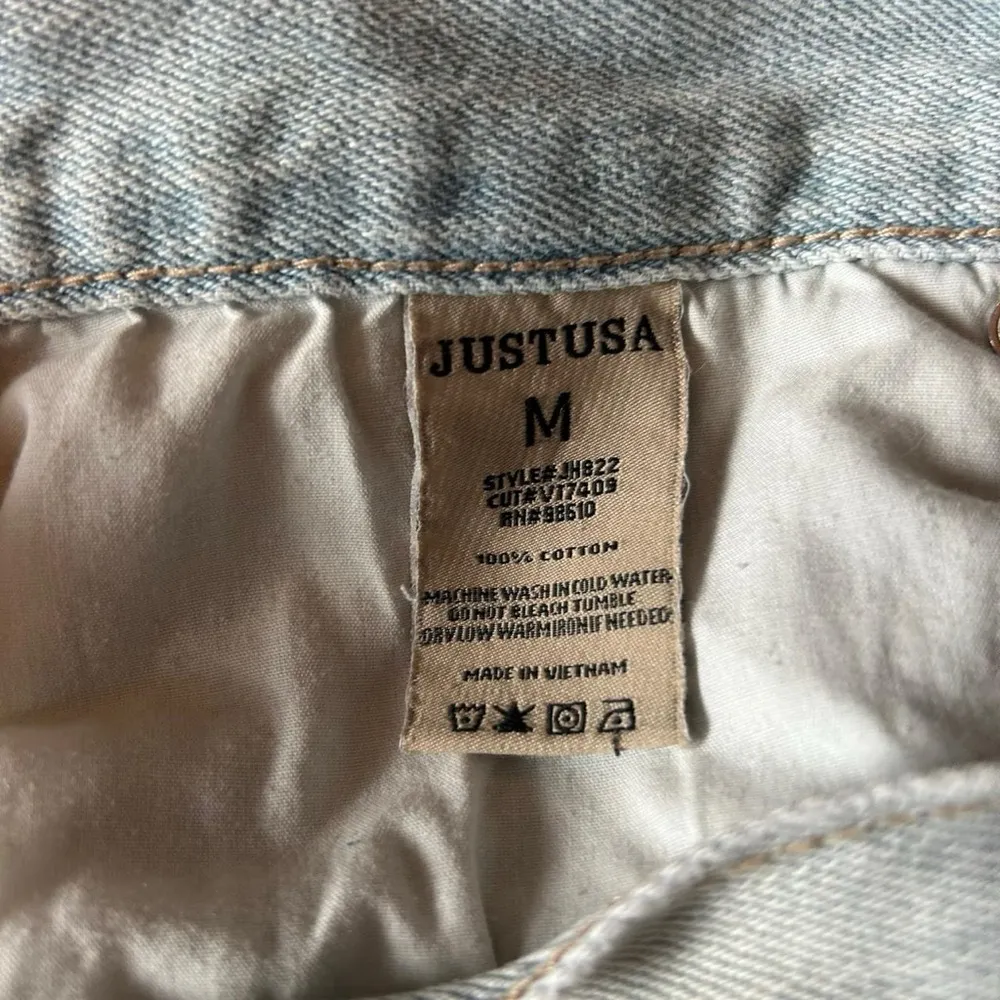 JUSTUSA
M
STYLE# JH822
CUT# VT7409
RN# 98610
100% COTTON
MACHINE WASH IN COLD WATER
DO NOT BLEACH TUMBLE
DRY LOW WARM IRON IF NEEDED
MADE IN VIETNAM